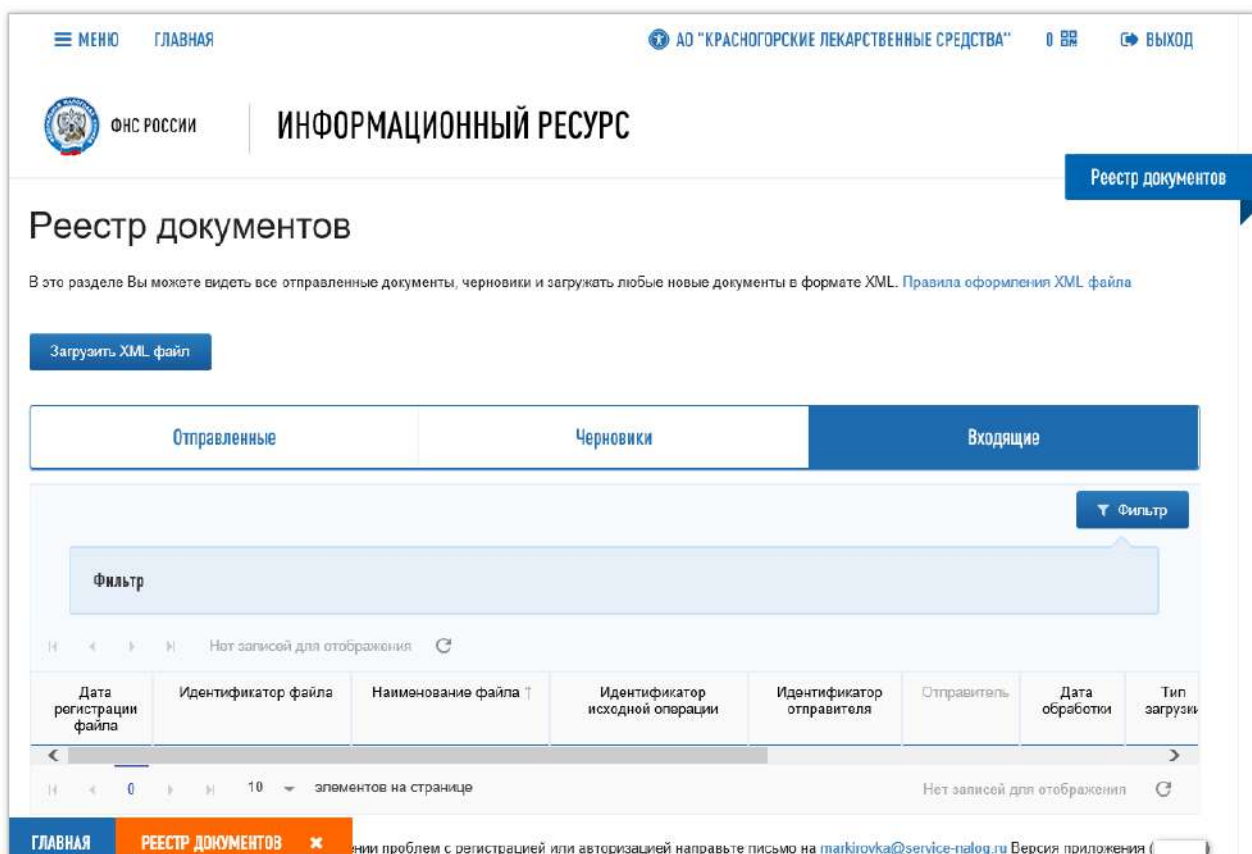 МЕНЮ ГЛАВНАЯ АО "КРАСНОГОРСКИЕ ЛЕКАРСТВЕННЫЕ СРЕДСТВА" 0 ВЫХОД
ФНС РОССИИ ИНФОРМАЦИОННЫЙ РЕСУРС
Реестр документов
Реестр документов
В это разделе Вы можете видеть все отправленные документы, черновики и загружать любые новые документы в формате XML. Правила оформления XML файла
Загрузить XML файл
Отправленные Черновики Входящие
Фильтр
Фильтр
Нет записей для отображения
Дата регистрации файла Идентификатор файла Наименование файла ↑ Идентификатор исходной операции Идентификатор отправителя Отправитель Дата обработки Тип загрузки
0 10 элементов на странице Нет записей для отображения
ГЛАВНАЯ РЕЕСТР ДОКУМЕНТОВ × проблем с регистрацией или авторизацией направьте письмо на markirovka@service-nalog.ru Версия приложения (